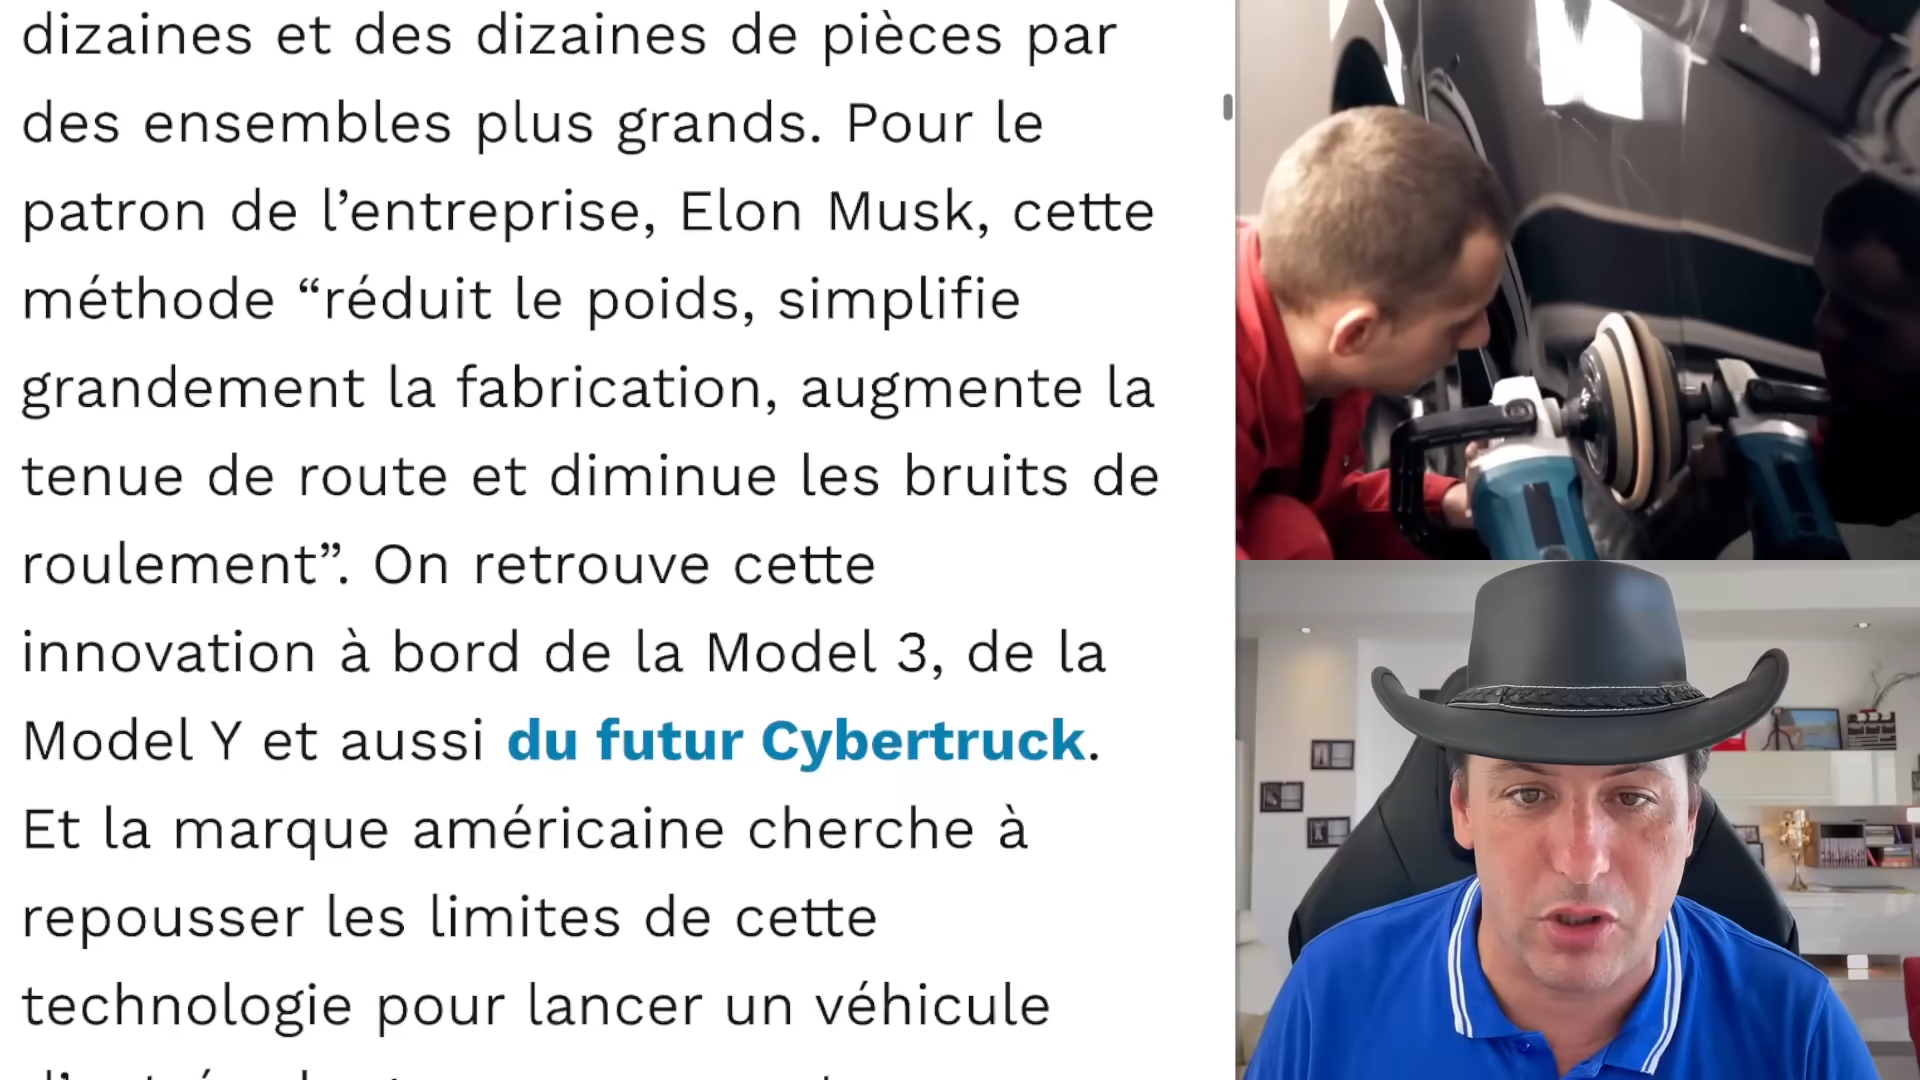 dizaines et des dizaines de pièces par
des ensembles plus grands. Pour le
patron de l’entreprise, Elon Musk, cette
méthode “réduit le poids, simplifie
grandement la fabrication, augmente la
tenue de route et diminue les bruits de
roulement”. On retrouve cette
innovation à bord de la Model 3, de la
Model Y et aussi du futur Cybertruck.
Et la marque américaine cherche à
repousser les limites de cette
technologie pour lancer un véhicule